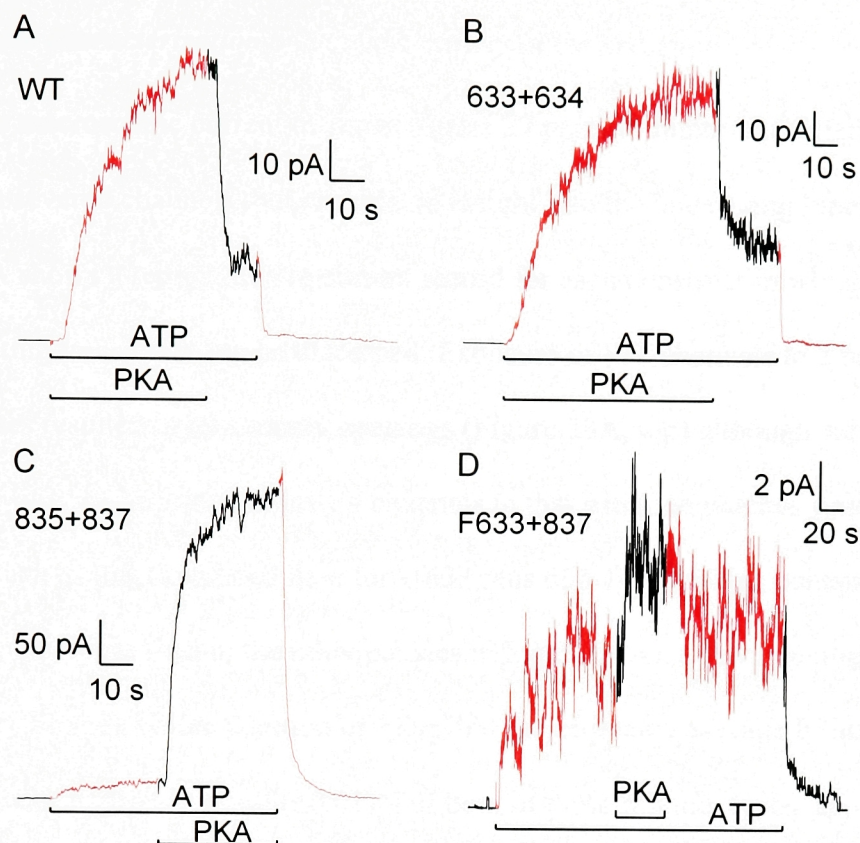 A
WT
10 pA
10 s
ATP
PKA
B
633+634
10 pA
10 s
ATP
PKA
C
835+837
50 pA
10 s
ATP
PKA
D
F633+837
2 pA
20 s
PKA
ATP